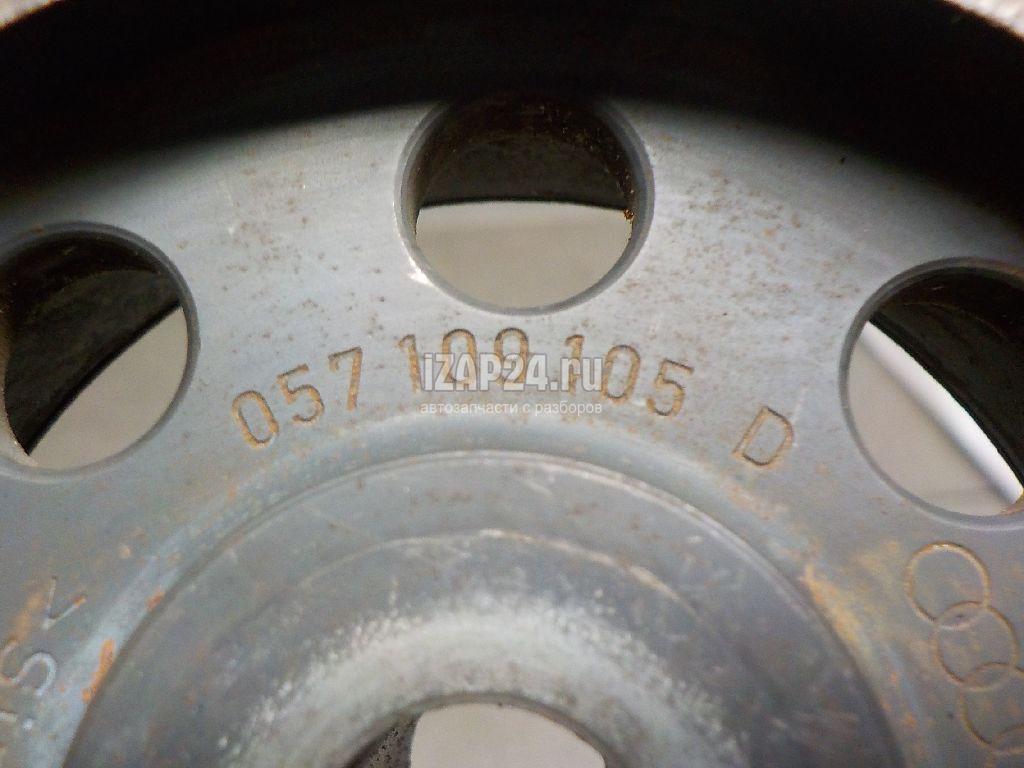 057 109 105 D
iZAP24.ru
автозапчасти с разборов